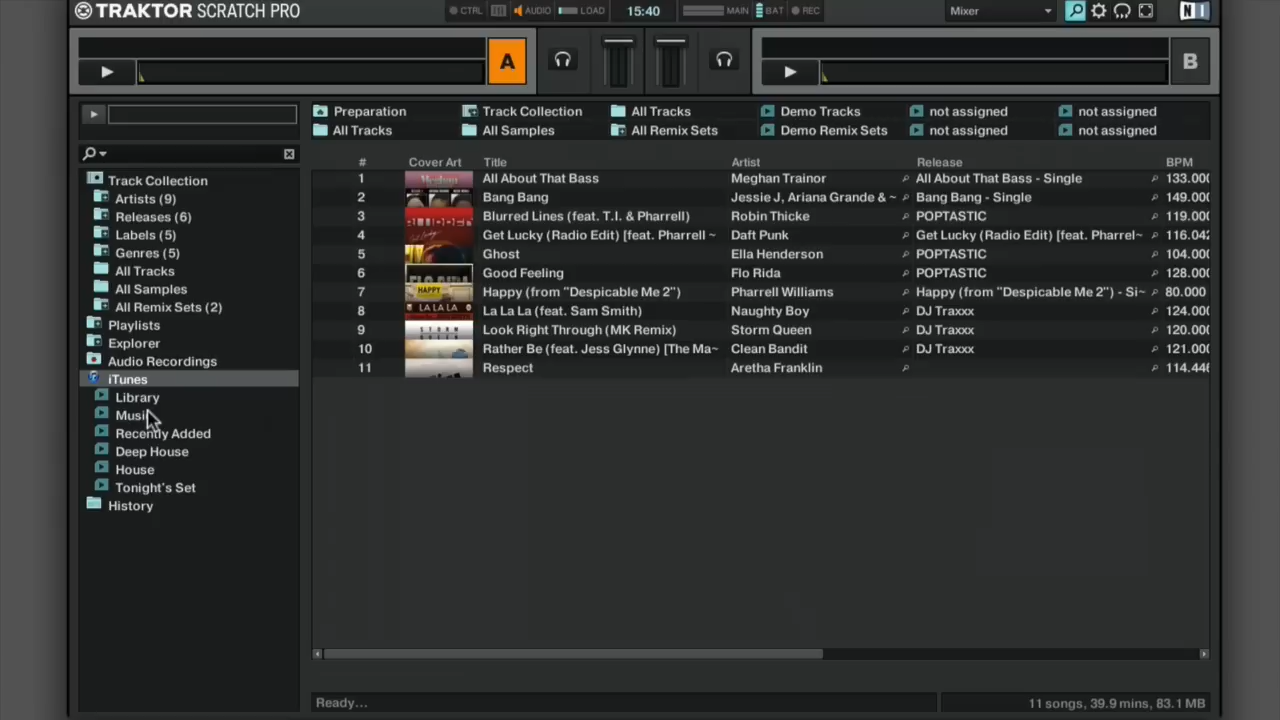 TRAKTOR SCRATCH PRO
CTRL AUDIO LOAD 15:40 MAIN BAT REC Mixer
A
B
Preparation Track Collection All Tracks Demo Tracks not assigned not assigned
All Tracks All Samples All Remix Sets Demo Remix Sets not assigned not assigned
# Cover Art Title Artist Release BPM
1 All About That Bass Meghan Trainor All About That Bass - Single 133.000
2 Bang Bang Jessie J, Ariana Grande & ~ Bang Bang - Single 149.000
3 Blurred Lines (feat. T.I. & Pharrell) Robin Thicke POPTASTIC 119.000
4 Get Lucky (Radio Edit) [feat. Pharrell ~ Daft Punk Get Lucky (Radio Edit) [feat. Pharrel~ 116.042
5 Ghost Ella Henderson POPTASTIC 104.000
6 Good Feeling Flo Rida POPTASTIC 128.000
7 Happy (from "Despicable Me 2") Pharrell Williams Happy (from "Despicable Me 2") - Si~ 80.000
8 La La La (feat. Sam Smith) Naughty Boy DJ Traxxx 124.000
9 Look Right Through (MK Remix) Storm Queen DJ Traxxx 120.000
10 Rather Be (feat. Jess Glynne) [The Ma~ Clean Bandit DJ Traxxx 121.000
11 Respect Aretha Franklin 114.446
Track Collection
Artists (9)
Releases (6)
Labels (5)
Genres (5)
All Tracks
All Samples
All Remix Sets (2)
Playlists
Explorer
Audio Recordings
iTunes
Library
Music
Recently Added
Deep House
House
Tonight's Set
History
Ready...
11 songs, 39.9 mins, 83.1 MB